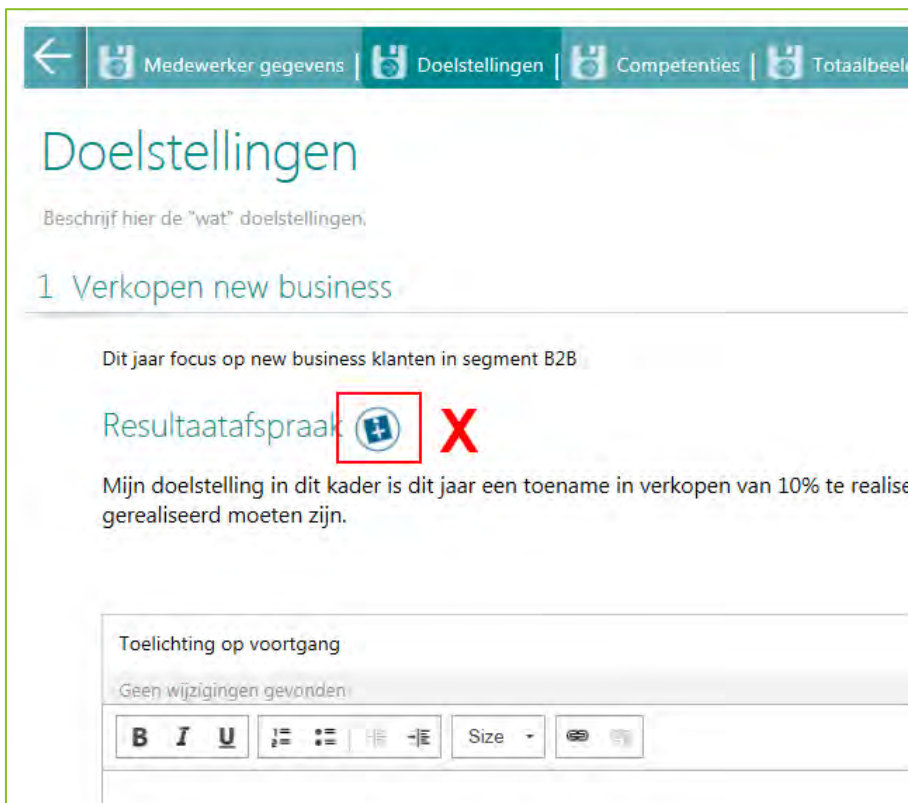 Medewerker gegevens | Doelstellingen | Competenties | Totaalbeeld
Doelstellingen
Beschrijf hier de "wat" doelstellingen.
1 Verkopen new business
Dit jaar focus op new business klanten in segment B2B
Resultaatafspraak X
Mijn doelstelling in dit kader is dit jaar een toename in verkopen van 10% te realise
gerealiseerd moeten zijn.
Toelichting op voortgang
Geen wijzigingen gevonden
B I U Size